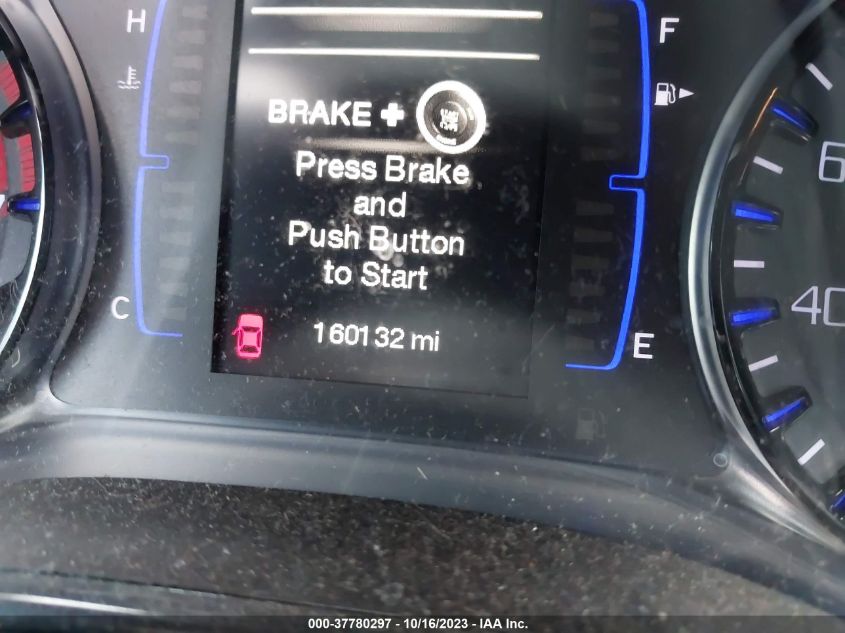 H
F
BRAKE +
Press Brake
and
Push Button
to Start
6
40
C
160132 mi
E
000-37780297 - 10/16/2023 - IAA Inc.